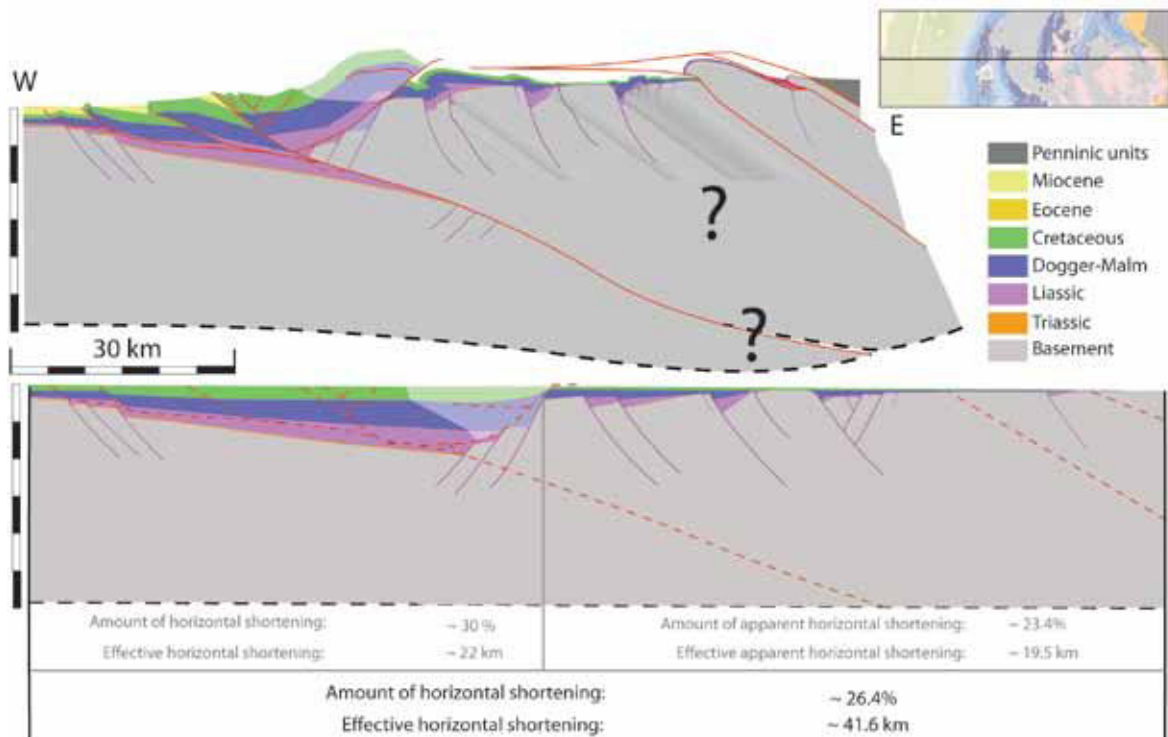 W
E
?
?
Penninic units
Miocene
Eocene
Cretaceous
Dogger-Malm
Liassic
Triassic
Basement
30 km
Amount of horizontal shortening: ~ 30 %
Effective horizontal shortening: ~ 22 km
Amount of apparent horizontal shortening: ~ 23.4%
Effective apparent horizontal shortening: ~ 19.5 km
Amount of horizontal shortening: ~ 26.4%
Effective horizontal shortening: ~ 41.6 km